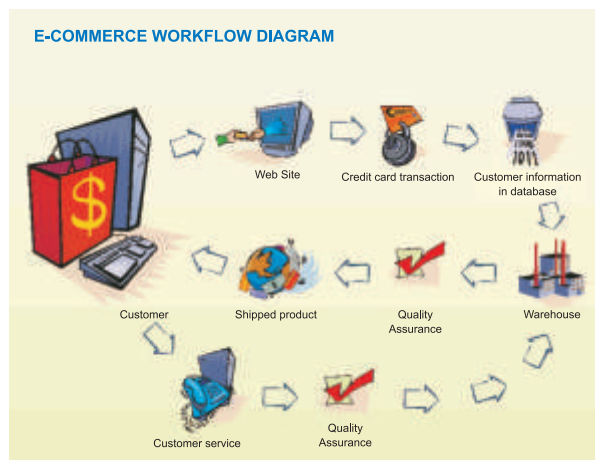 E-COMMERCE WORKFLOW DIAGRAM
$
Web Site
Credit card transaction
Customer information
in database
Customer
Shipped product
Quality
Assurance
Warehouse
Customer service
Quality
Assurance